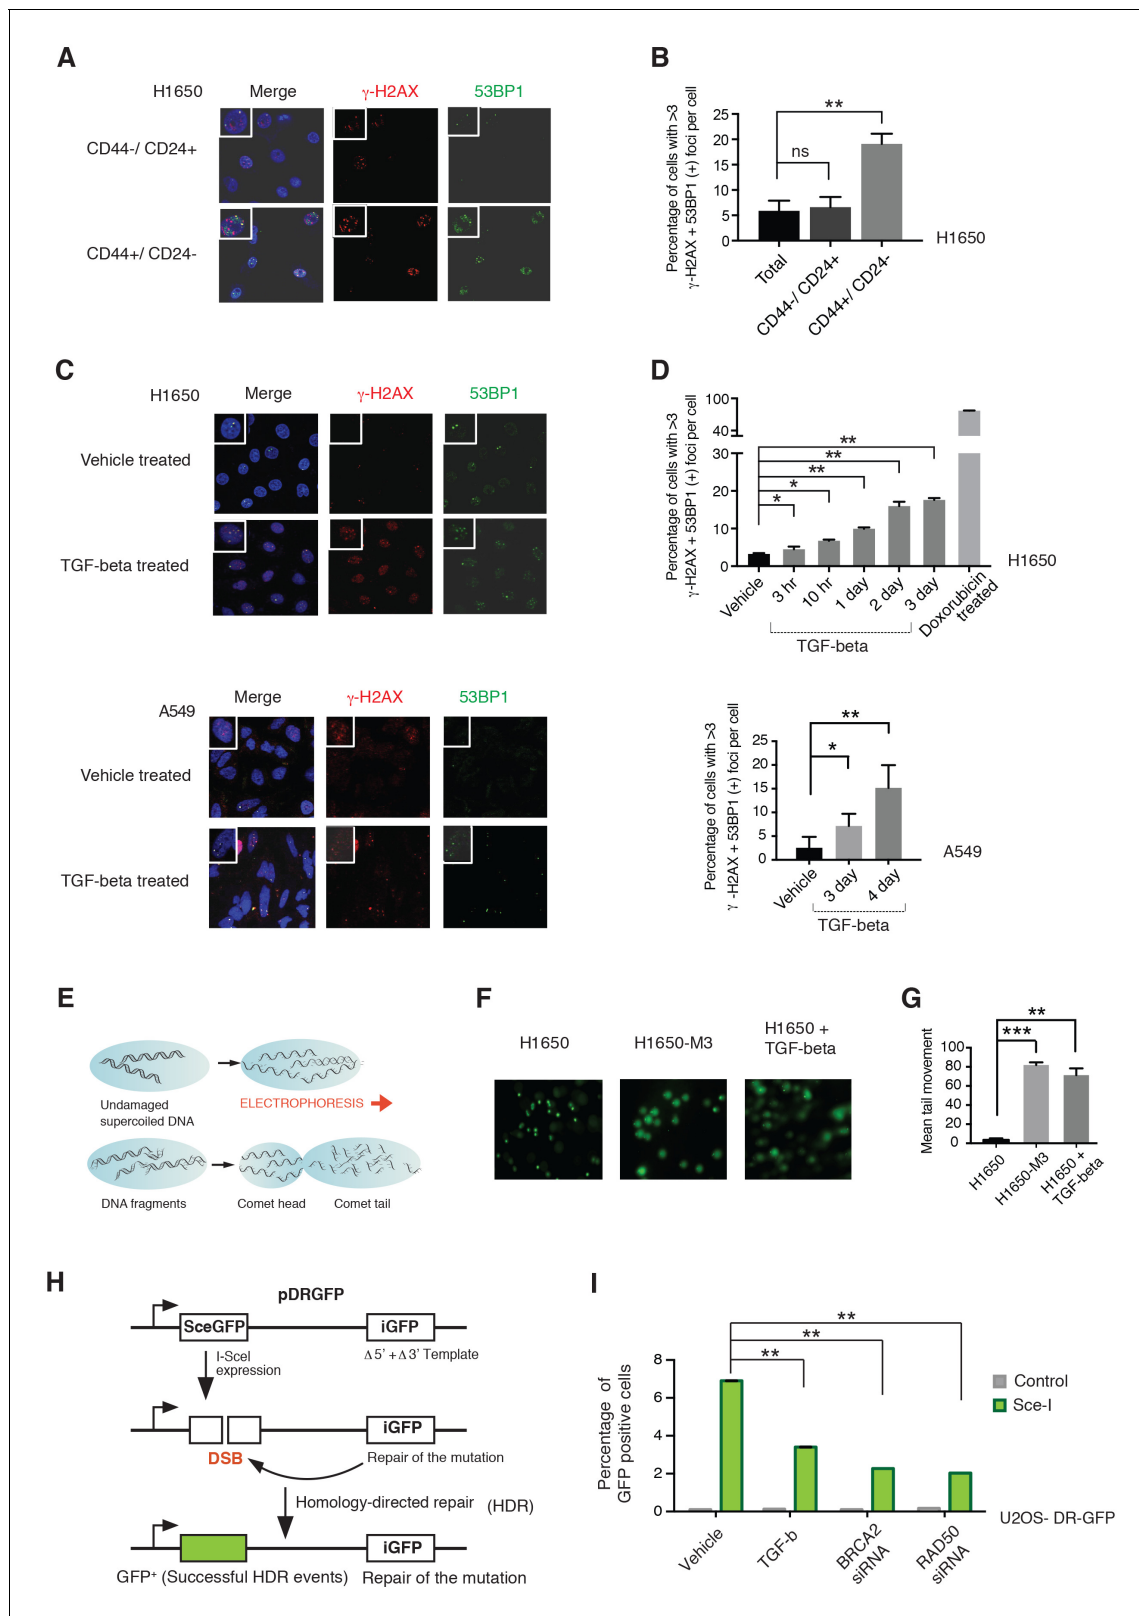 A
H1650
Merge
γ-H2AX
53BP1
CD44-/ CD24+
CD44+/ CD24-
B
Percentage of cells with >3
γ-H2AX + 53BP1 (+) foci per cell
25
20
15
10
5
0
**
ns
Total
CD44-/ CD24+
CD44+/ CD24-
H1650
C
H1650
Merge
γ-H2AX
53BP1
Vehicle treated
TGF-beta treated
A549
Merge
γ-H2AX
53BP1
Vehicle treated
TGF-beta treated
D
Percentage of cells with >3
γ-H2AX + 53BP1 (+) foci per cell
100
40
30
20
10
0
**
**
**
*
*
Vehicle
3 hr
10 hr
1 day
2 day
3 day
Doxorubicin
treated
TGF-beta
H1650
Percentage of cells with >3
γ -H2AX + 53BP1 (+) foci per cell
25
20
15
10
5
0
**
*
Vehicle
3 day
4 day
TGF-beta
A549
E
Undamaged
supercoiled DNA
ELECTROPHORESIS
DNA fragments
Comet head
Comet tail
F
H1650
H1650-M3
H1650 +
TGF-beta
G
Mean tail movement
100
80
60
40
20
0
**
***
H1650
H1650-M3
H1650 +
TGF-beta
H
pDRGFP
SceGFP
iGFP
Δ5' + Δ3' Template
I-SceI
expression
iGFP
DSB
Repair of the mutation
Homology-directed repair (HDR)
iGFP
GFP⁺ (Successful HDR events)
Repair of the mutation
I
Percentage of
GFP positive cells
8
6
4
2
0
**
**
**
Control
Sce-I
Vehicle
TGF-b
BRCA2
siRNA
RAD50
siRNA
U2OS- DR-GFP